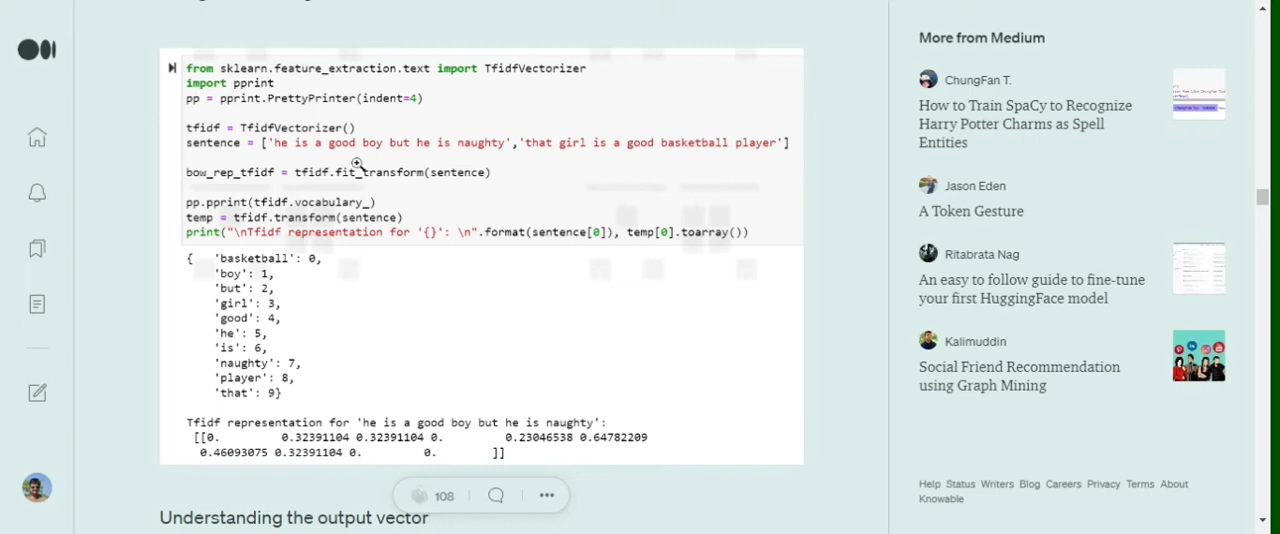 from sklearn.feature_extraction.text import TfidfVectorizer
import pprint
pp = pprint.PrettyPrinter(indent=4)
tfidf = TfidfVectorizer()
sentence = ['he is a good boy but he is naughty','that girl is a good basketball player']
bow_rep_tfidf = tfidf.fit_transform(sentence)
pp.pprint(tfidf.vocabulary_)
temp = tfidf.transform(sentence)
print("\nTfidf representation for '{}': \n".format(sentence[0]), temp[0].toarray())
{ 'basketball': 0,
'boy': 1,
'but': 2,
'girl': 3,
'good': 4,
'he': 5,
'is': 6,
'naughty': 7,
'player': 8,
'that': 9}
Tfidf representation for 'he is a good boy but he is naughty':
[[0. 0.32391104 0.32391104 0. 0.23046538 0.64782209
0.46093075 0.32391104 0. 0. ]]
108
Understanding the output vector
More from Medium
ChungFan T.
How to Train SpaCy to Recognize
Harry Potter Charms as Spell
Entities
Jason Eden
A Token Gesture
Ritabrata Nag
An easy to follow guide to fine-tune
your first HuggingFace model
Kalimuddin
Social Friend Recommendation
using Graph Mining
Help Status Writers Blog Careers Privacy Terms About
Knowable